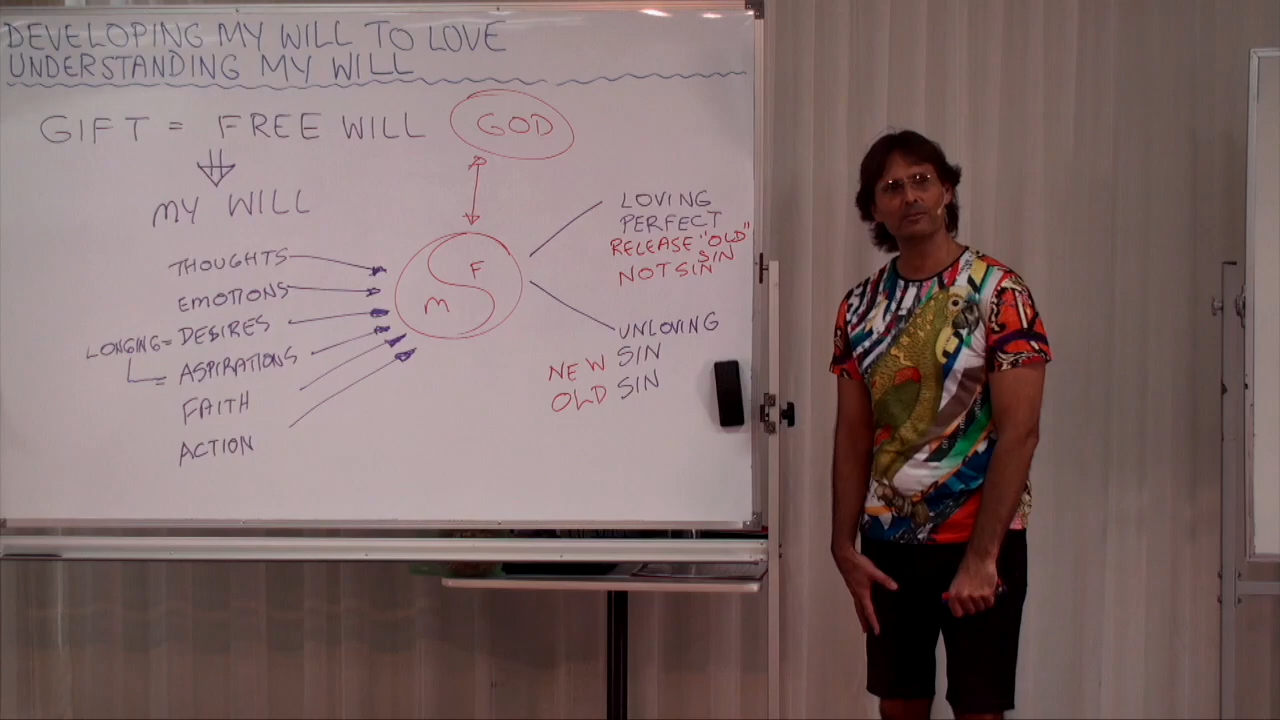 DEVELOPING MY WILL TO LOVE
UNDERSTANDING MY WILL
GIFT = FREE WILL
GOD
MY WILL
THOUGHTS
EMOTIONS
LONGING = DESIRES
= ASPIRATIONS
FAITH
ACTION
F
M
LOVING
PERFECT
RELEASE "OLD"
SIN
NOT SIN
UNLOVING
NEW SIN
OLD SIN